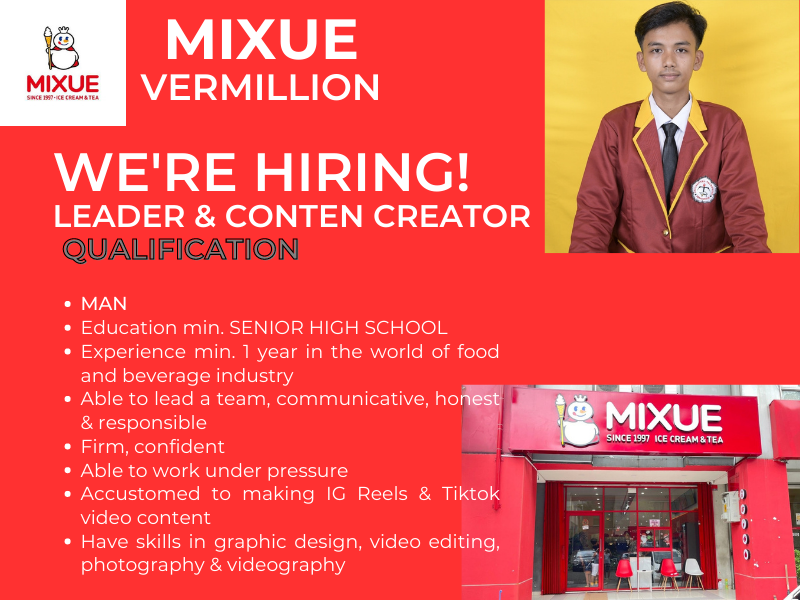 MIXUE
SINCE 1997 • ICE CREAM & TEA
MIXUE
VERMILLION
WE'RE HIRING!
LEADER & CONTEN CREATOR
QUALIFICATION
MAN
Education min. SENIOR HIGH SCHOOL
Experience min. 1 year in the world of food
and beverage industry
Able to lead a team, communicative, honest
& responsible
Firm, confident
Able to work under pressure
Accustomed to making IG Reels & Tiktok
video content
Have skills in graphic design, video editing,
photography & videography
MIXUE
SINCE 1997 ICE CREAM & TEA